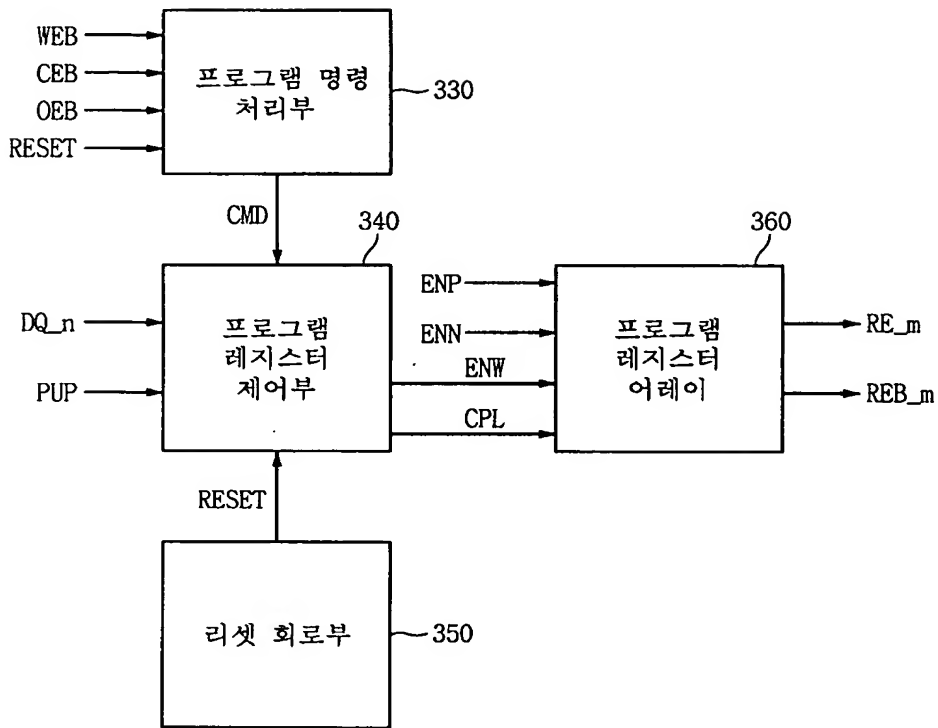 WEB
CEB
OEB
RESET
프로그램 명령
처리부
330
CMD
340
360
DQ_n
PUP
프로그램
레지스터
제어부
ENP
ENN
ENW
CPL
프로그램
레지스터
어레이
RE_m
REB_m
RESET
리셋 회로부
350